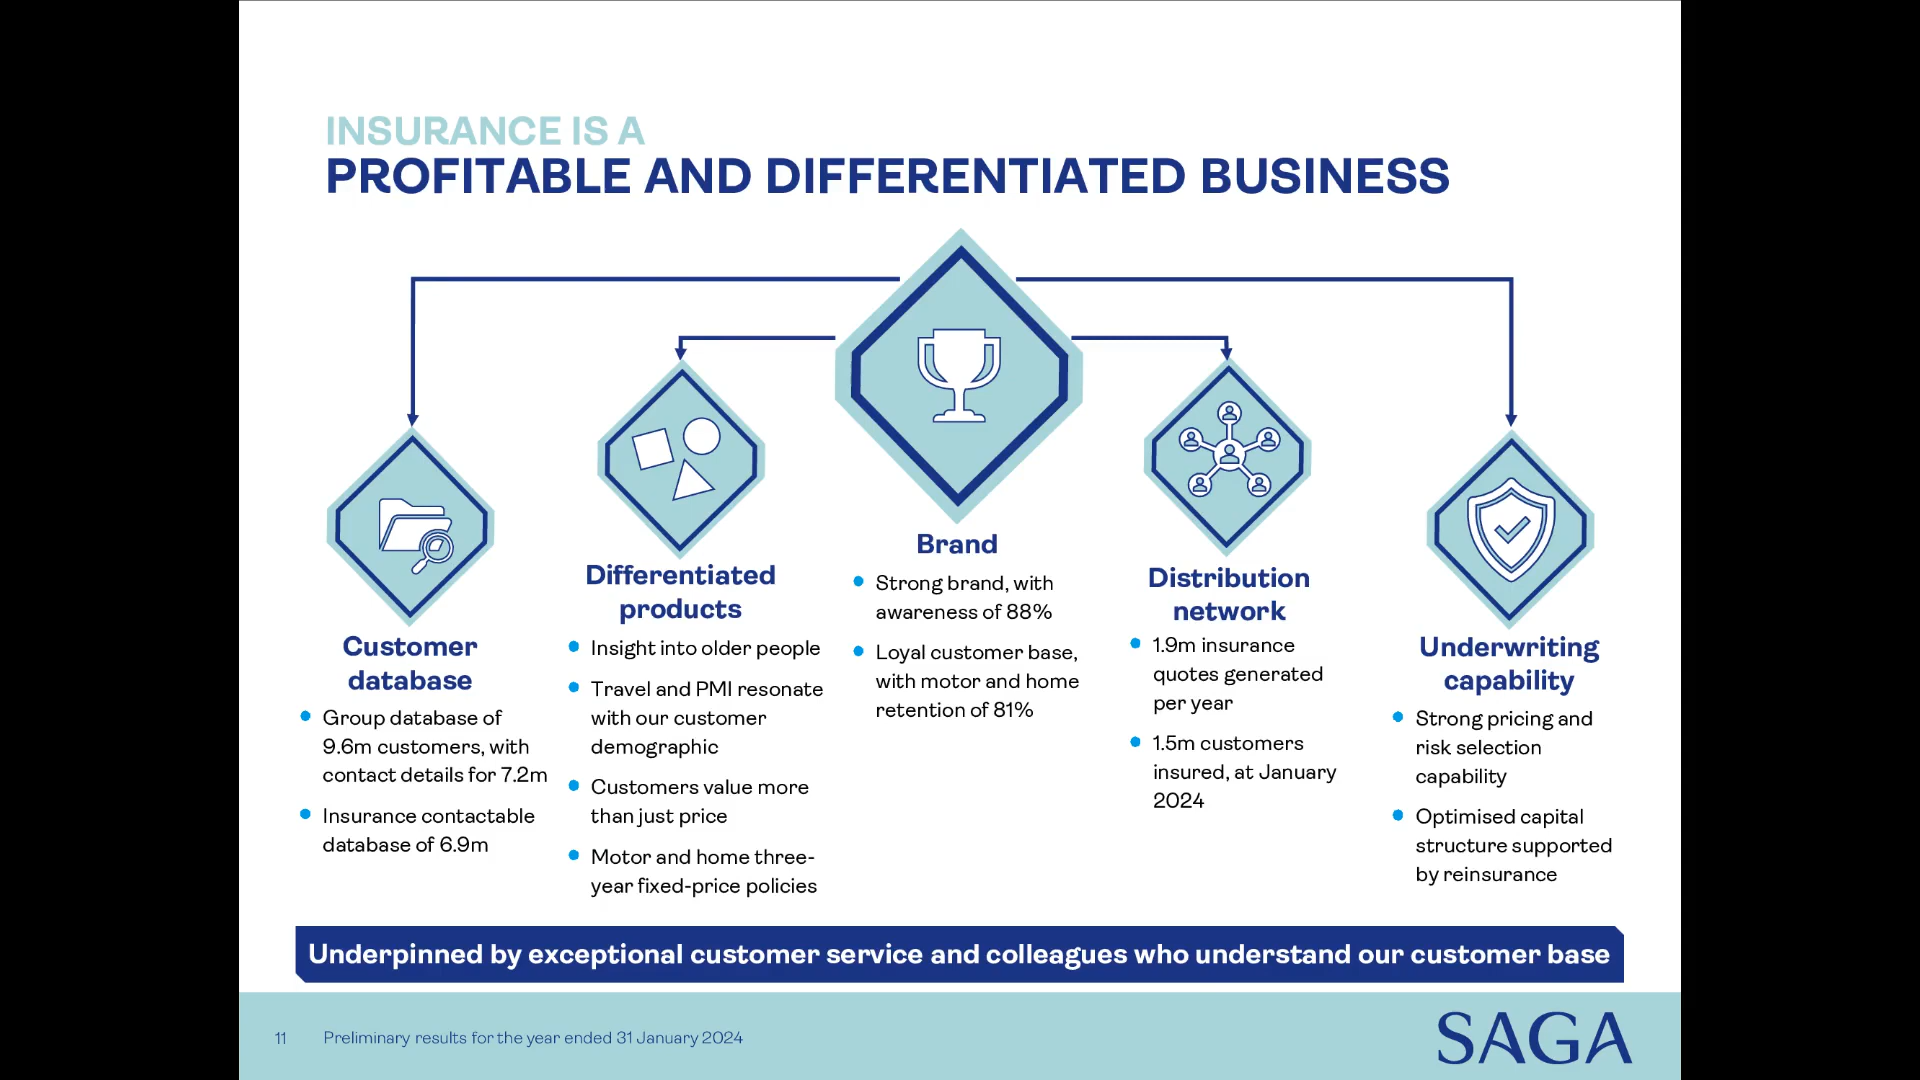 INSURANCE IS A
PROFITABLE AND DIFFERENTIATED BUSINESS
Customer
database
Group database of
9.6m customers, with
contact details for 7.2m
Insurance contactable
database of 6.9m
Differentiated
products
Insight into older people
Travel and PMI resonate
with our customer
demographic
Customers value more
than just price
Motor and home three-
year fixed-price policies
Brand
Strong brand, with
awareness of 88%
Loyal customer base,
with motor and home
retention of 81%
Distribution
network
1.9m insurance
quotes generated
per year
1.5m customers
insured, at January
2024
Underwriting
capability
Strong pricing and
risk selection
capability
Optimised capital
structure supported
by reinsurance
Underpinned by exceptional customer service and colleagues who understand our customer base
11 Preliminary results for the year ended 31 January 2024
SAGA